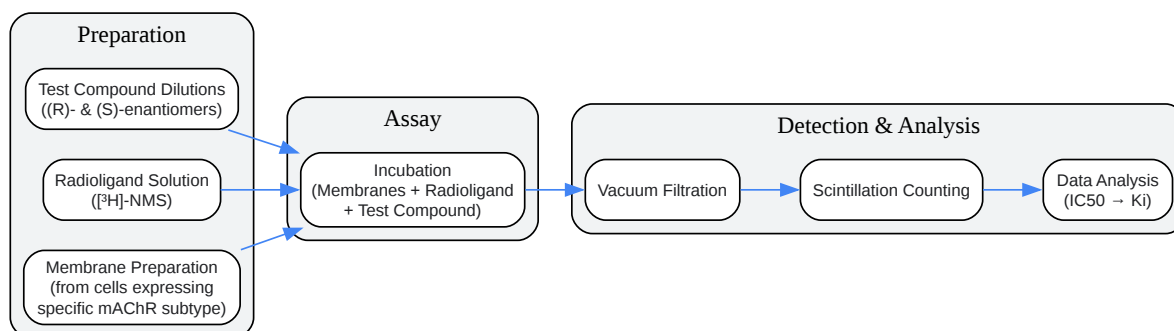 Preparation
Test Compound Dilutions
((R)- & (S)-enantiomers)
Radioligand Solution
([³H]-NMS)
Membrane Preparation
(from cells expressing
specific mAChR subtype)
Assay
Incubation
(Membranes + Radioligand
+ Test Compound)
Detection & Analysis
Vacuum Filtration
Scintillation Counting
Data Analysis
(IC50 → Ki)